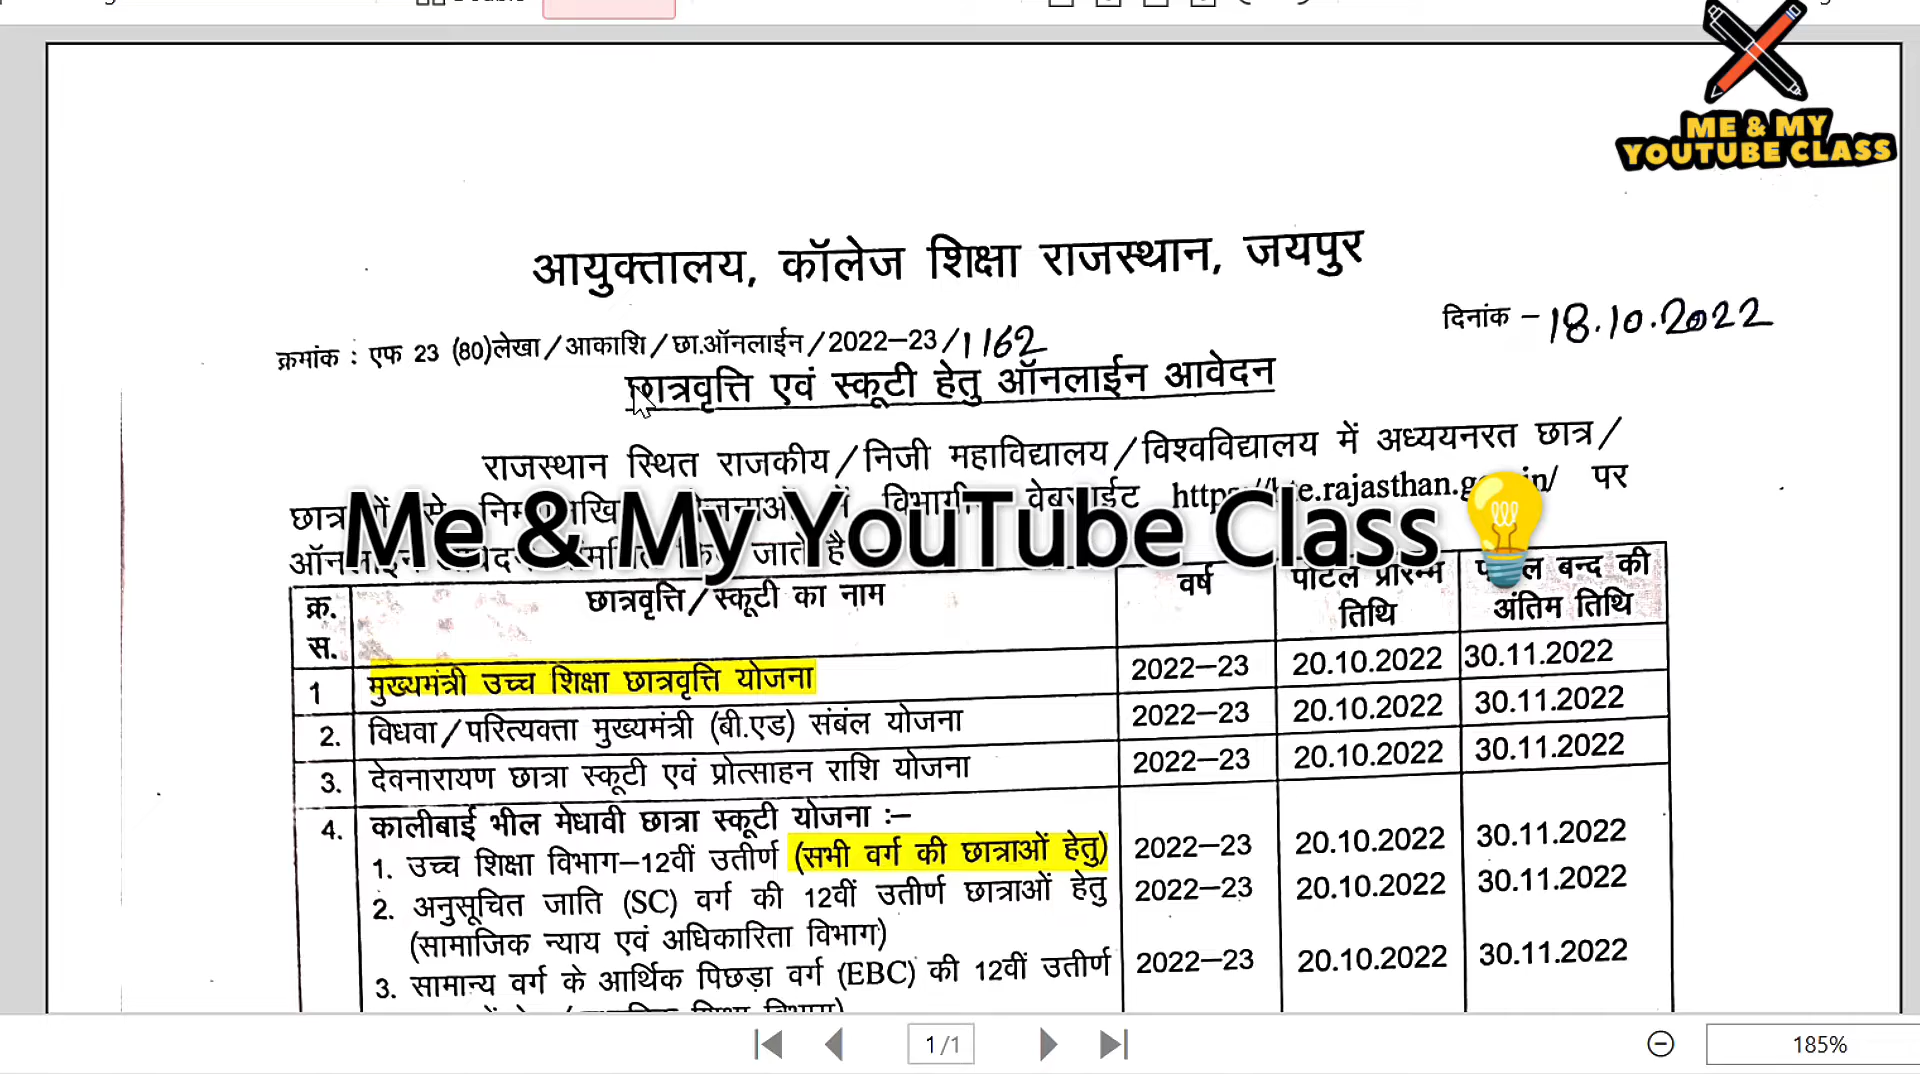 ME & MY
YOUTUBE CLASS
आयुक्तालय, कॉलेज शिक्षा राजस्थान, जयपुर
दिनांक –18.10.2022
क्रमांक : एफ 23 (80)लेखा/आकाशि/छा.ऑनलाईन/2022–23/1162
छात्रवृत्ति एवं स्कूटी हेतु ऑनलाईन आवेदन
राजस्थान स्थित राजकीय/निजी महाविद्यालय/विश्वविद्यालय में अध्ययनरत छात्र/
से वेबसाईट पर
जाते है
Me & My YouTube Class
क्र. स. छात्रवृत्ति/स्कूटी का नाम वर्ष पोर्टल प्रारम्भ तिथि बन्द की अंतिम तिथि
1 मुख्यमंत्री उच्च शिक्षा छात्रवृत्ति योजना 2022–23 20.10.2022 30.11.2022
2. विधवा/परित्यक्ता मुख्यमंत्री (बी.एड) संबंल योजना 2022–23 20.10.2022 30.11.2022
3. देवनारायण छात्रा स्कूटी एवं प्रोत्साहन राशि योजना 2022–23 20.10.2022 30.11.2022
4. कालीबाई भील मेधावी छात्रा स्कूटी योजना :–
1. उच्च शिक्षा विभाग–12वीं उतीर्ण (सभी वर्ग की छात्राओं हेतु) 2022–23 20.10.2022 30.11.2022
2. अनुसूचित जाति (SC) वर्ग की 12वीं उतीर्ण छात्राओं हेतु 2022–23 20.10.2022 30.11.2022
(सामाजिक न्याय एवं अधिकारिता विभाग)
3. सामान्य वर्ग के आर्थिक पिछड़ा वर्ग (EBC) की 12वीं उतीर्ण 2022–23 20.10.2022 30.11.2022
1/1
185%